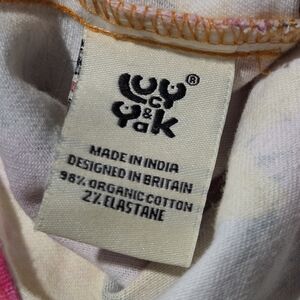 Lucy®
&
Yak
MADE IN INDIA
DESIGNED IN BRITAIN
98% ORGANIC COTTON
2% ELASTANE